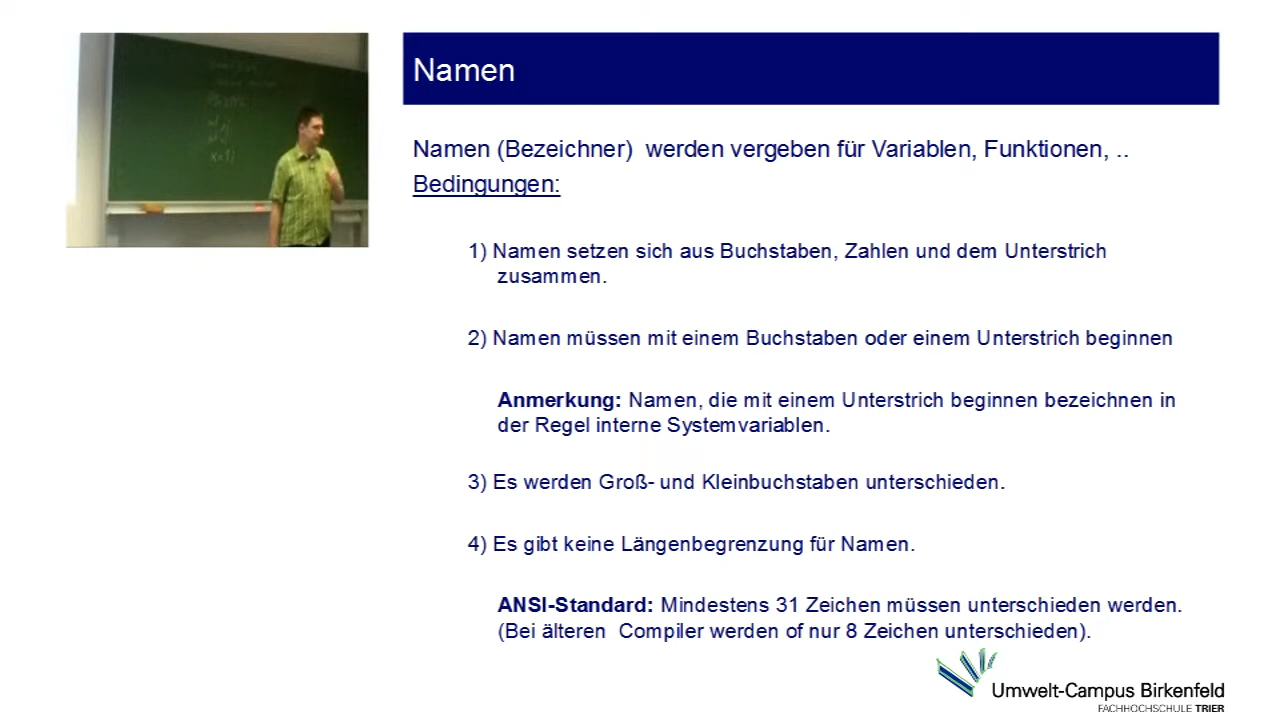 Namen
Namen (Bezeichner) werden vergeben für Variablen, Funktionen, ..
Bedingungen:
1) Namen setzen sich aus Buchstaben, Zahlen und dem Unterstrich
zusammen.
2) Namen müssen mit einem Buchstaben oder einem Unterstrich beginnen
Anmerkung: Namen, die mit einem Unterstrich beginnen bezeichnen in
der Regel interne Systemvariablen.
3) Es werden Groß- und Kleinbuchstaben unterschieden.
4) Es gibt keine Längenbegrenzung für Namen.
ANSI-Standard: Mindestens 31 Zeichen müssen unterschieden werden.
(Bei älteren Compiler werden of nur 8 Zeichen unterschieden).
Umwelt-Campus Birkenfeld
FACHHOCHSCHULE TRIER